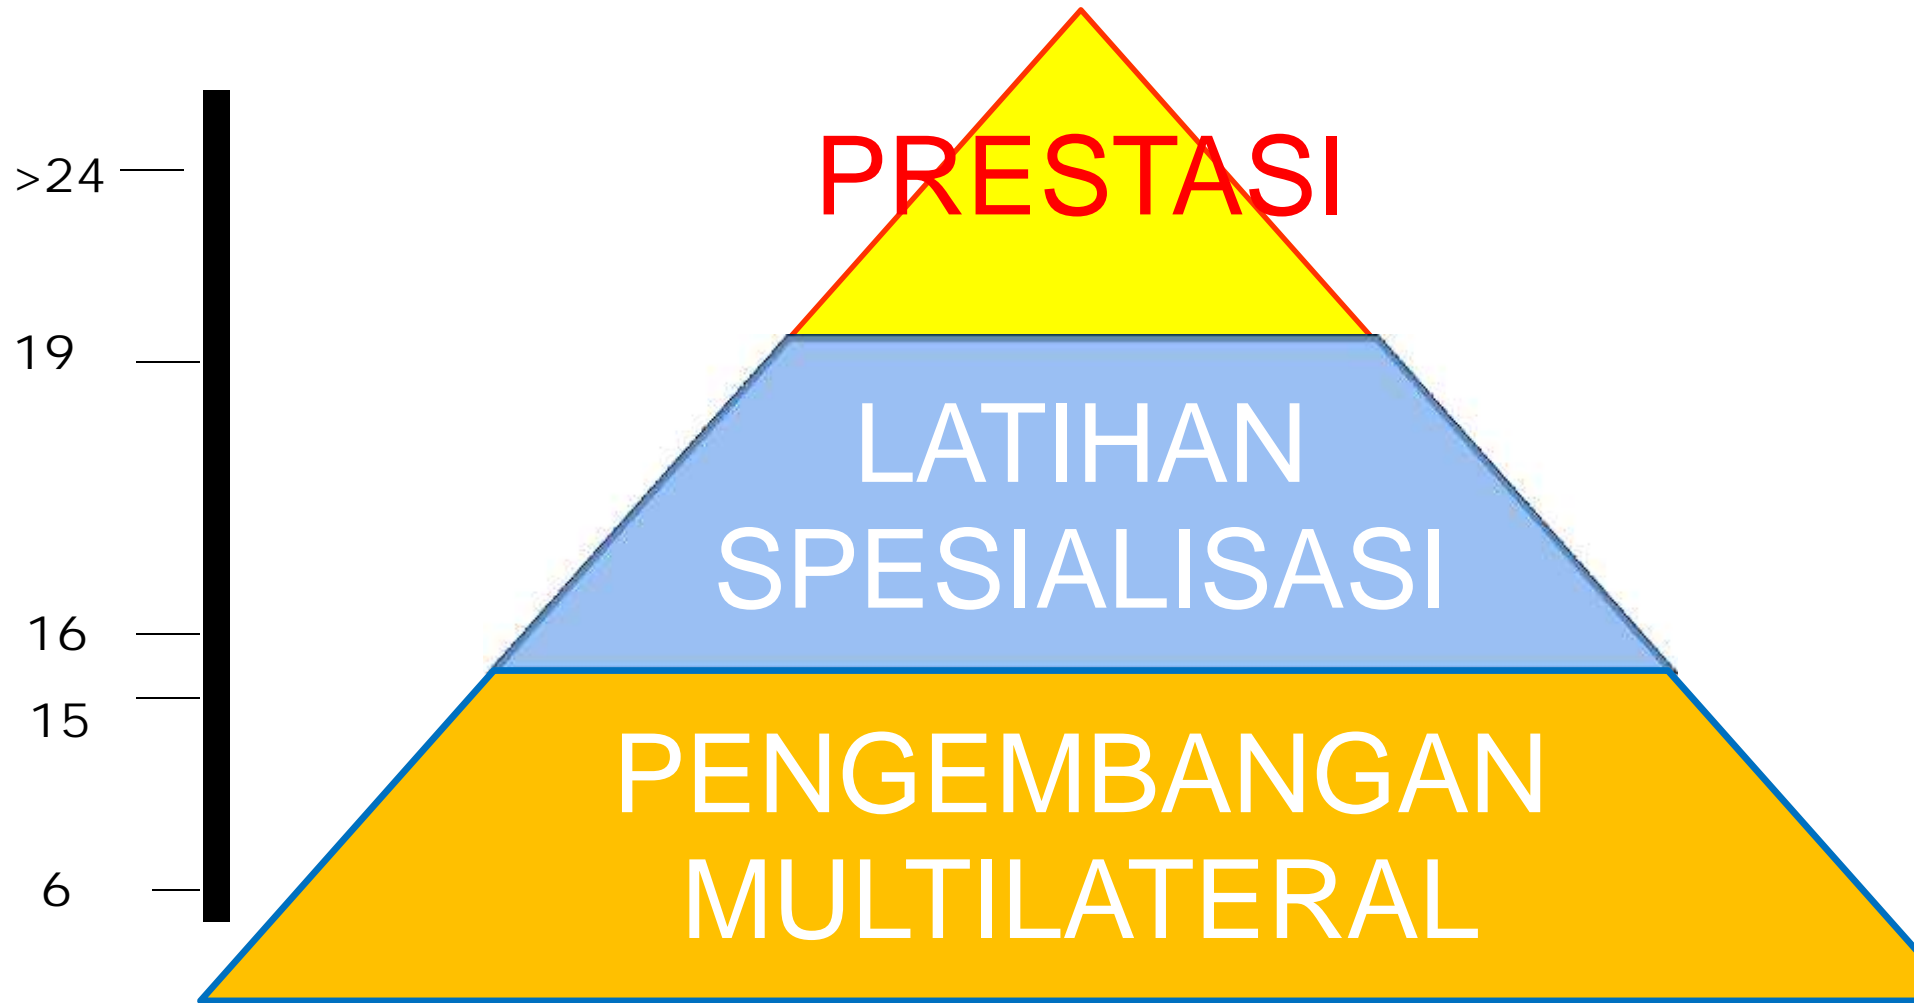 >24
PRESTASI
19
LATIHAN
SPESIALISASI
16
15
PENGEMBANGAN
MULTILATERAL
6